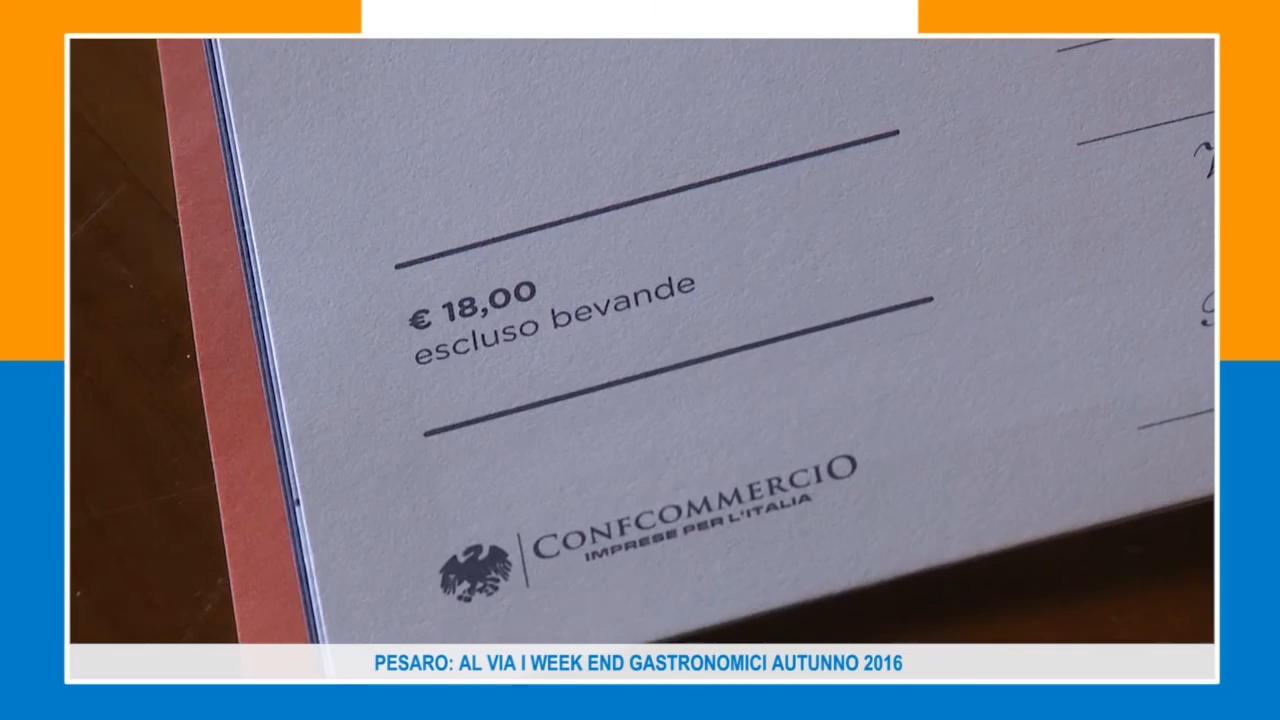 € 18,00
escluso bevande
CONFCOMMERCIO
IMPRESE PER L'ITALIA
PESARO: AL VIA I WEEK END GASTRONOMICI AUTUNNO 2016